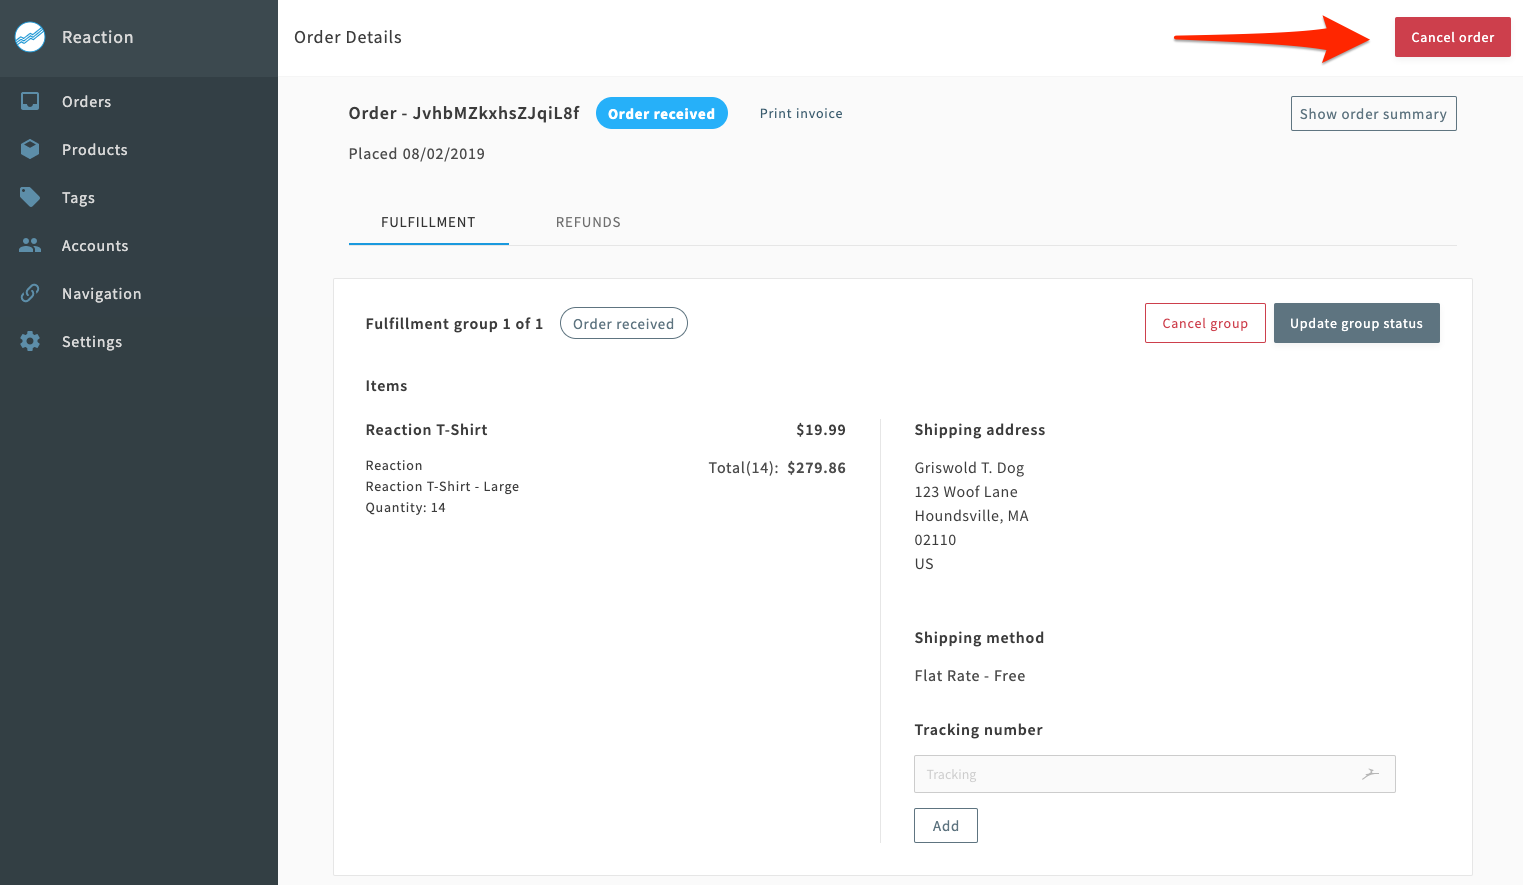 Reaction
Order Details
Cancel order
Orders
Products
Tags
Accounts
Navigation
Settings
Order - JvhbMZkxhsZJqiL8f
Order received
Print invoice
Show order summary
Placed 08/02/2019
FULFILLMENT
REFUNDS
Fulfillment group 1 of 1
Order received
Cancel group
Update group status
Items
Reaction T-Shirt
$19.99
Reaction
Reaction T-Shirt - Large
Quantity: 14
Total(14): $279.86
Shipping address
Griswold T. Dog
123 Woof Lane
Houndsville, MA
02110
US
Shipping method
Flat Rate - Free
Tracking number
Tracking
Add